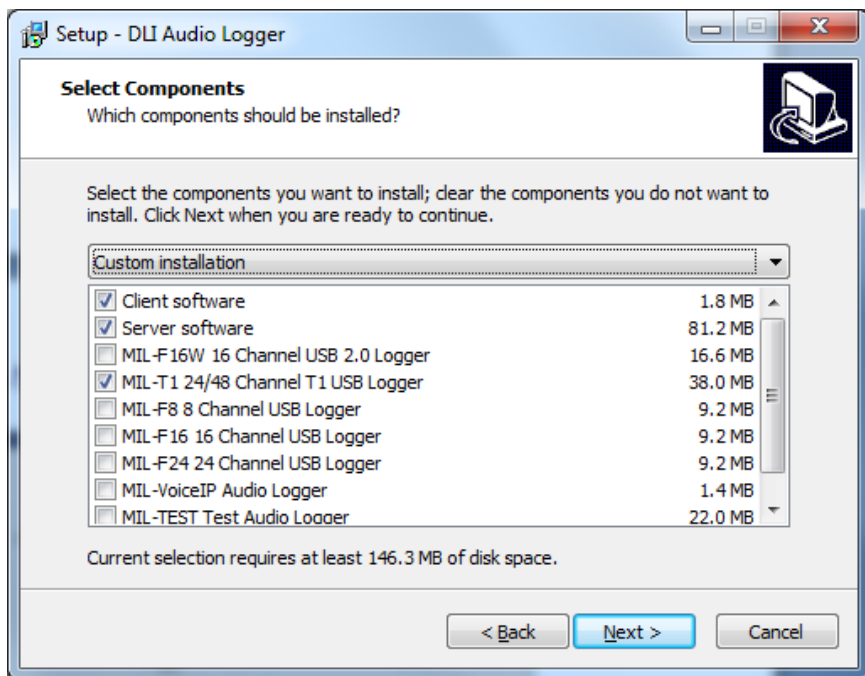 Setup - DLI Audio Logger
Select Components
Which components should be installed?
Select the components you want to install; clear the components you do not want to
install. Click Next when you are ready to continue.
Custom installation
Client software 1.8 MB
Server software 81.2 MB
MIL-F16W 16 Channel USB 2.0 Logger 16.6 MB
MIL-T1 24/48 Channel T1 USB Logger 38.0 MB
MIL-F8 8 Channel USB Logger 9.2 MB
MIL-F16 16 Channel USB Logger 9.2 MB
MIL-F24 24 Channel USB Logger 9.2 MB
MIL-VoiceIP Audio Logger 1.4 MB
MIL-TEST Test Audio Logger 22.0 MB
Current selection requires at least 146.3 MB of disk space.
< Back Next > Cancel